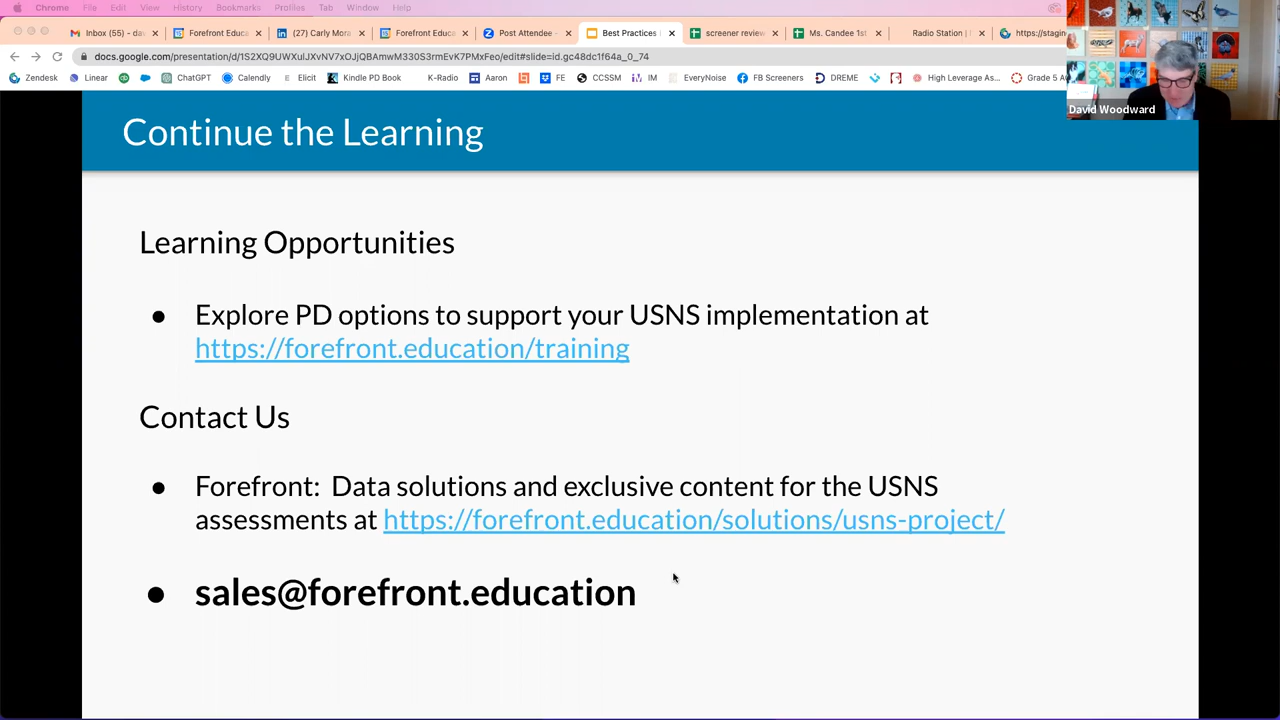 Chrome File Edit View History Bookmarks Profiles Tab Window Help
Inbox (55) - da Forefront Educa (27) Carly Mora Forefront Educa Post Attendee - Best Practices screener review Ms. Candee 1st Radio Station | https://stagin
docs.google.com/presentation/d/1S2XQ9UWXulJXvNV7xOJjQBAmwM330S3rmEvK7PMxFeo/edit#slide=id.gc48dc1f64a_0_74
Zendesk Linear ChatGPT Calendly Elicit Kindle PD Book K-Radio Aaron FE CCSSM IM EveryNoise FB Screeners DREME High Leverage As... Grade 5
David Woodward
Continue the Learning
Learning Opportunities
● Explore PD options to support your USNS implementation at
https://forefront.education/training
Contact Us
● Forefront: Data solutions and exclusive content for the USNS
assessments at https://forefront.education/solutions/usns-project/
● sales@forefront.education